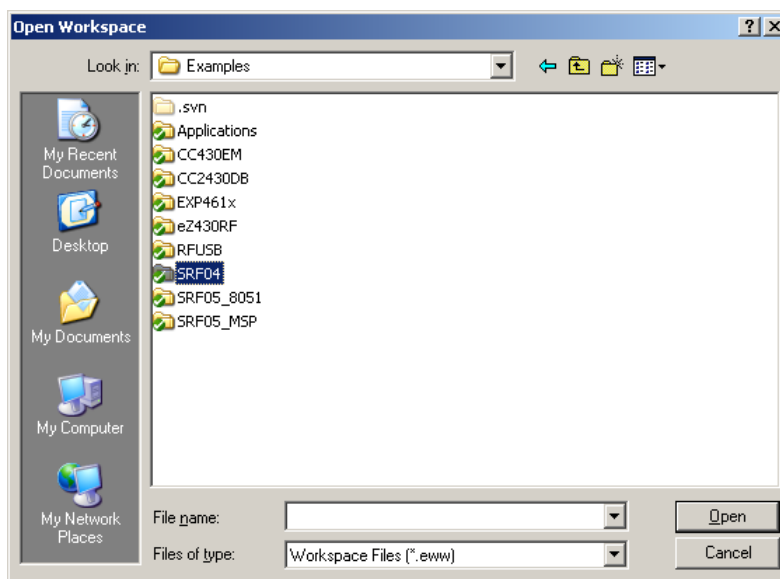 Open Workspace
Look in: Examples
.svn
Applications
CC430EM
CC2430DB
EXP461x
eZ430RF
RFUSB
SRF04
SRF05_8051
SRF05_MSP
My Recent
Documents
Desktop
My Documents
My Computer
My Network
Places
File name:
Open
Files of type: Workspace Files (*.eww)
Cancel